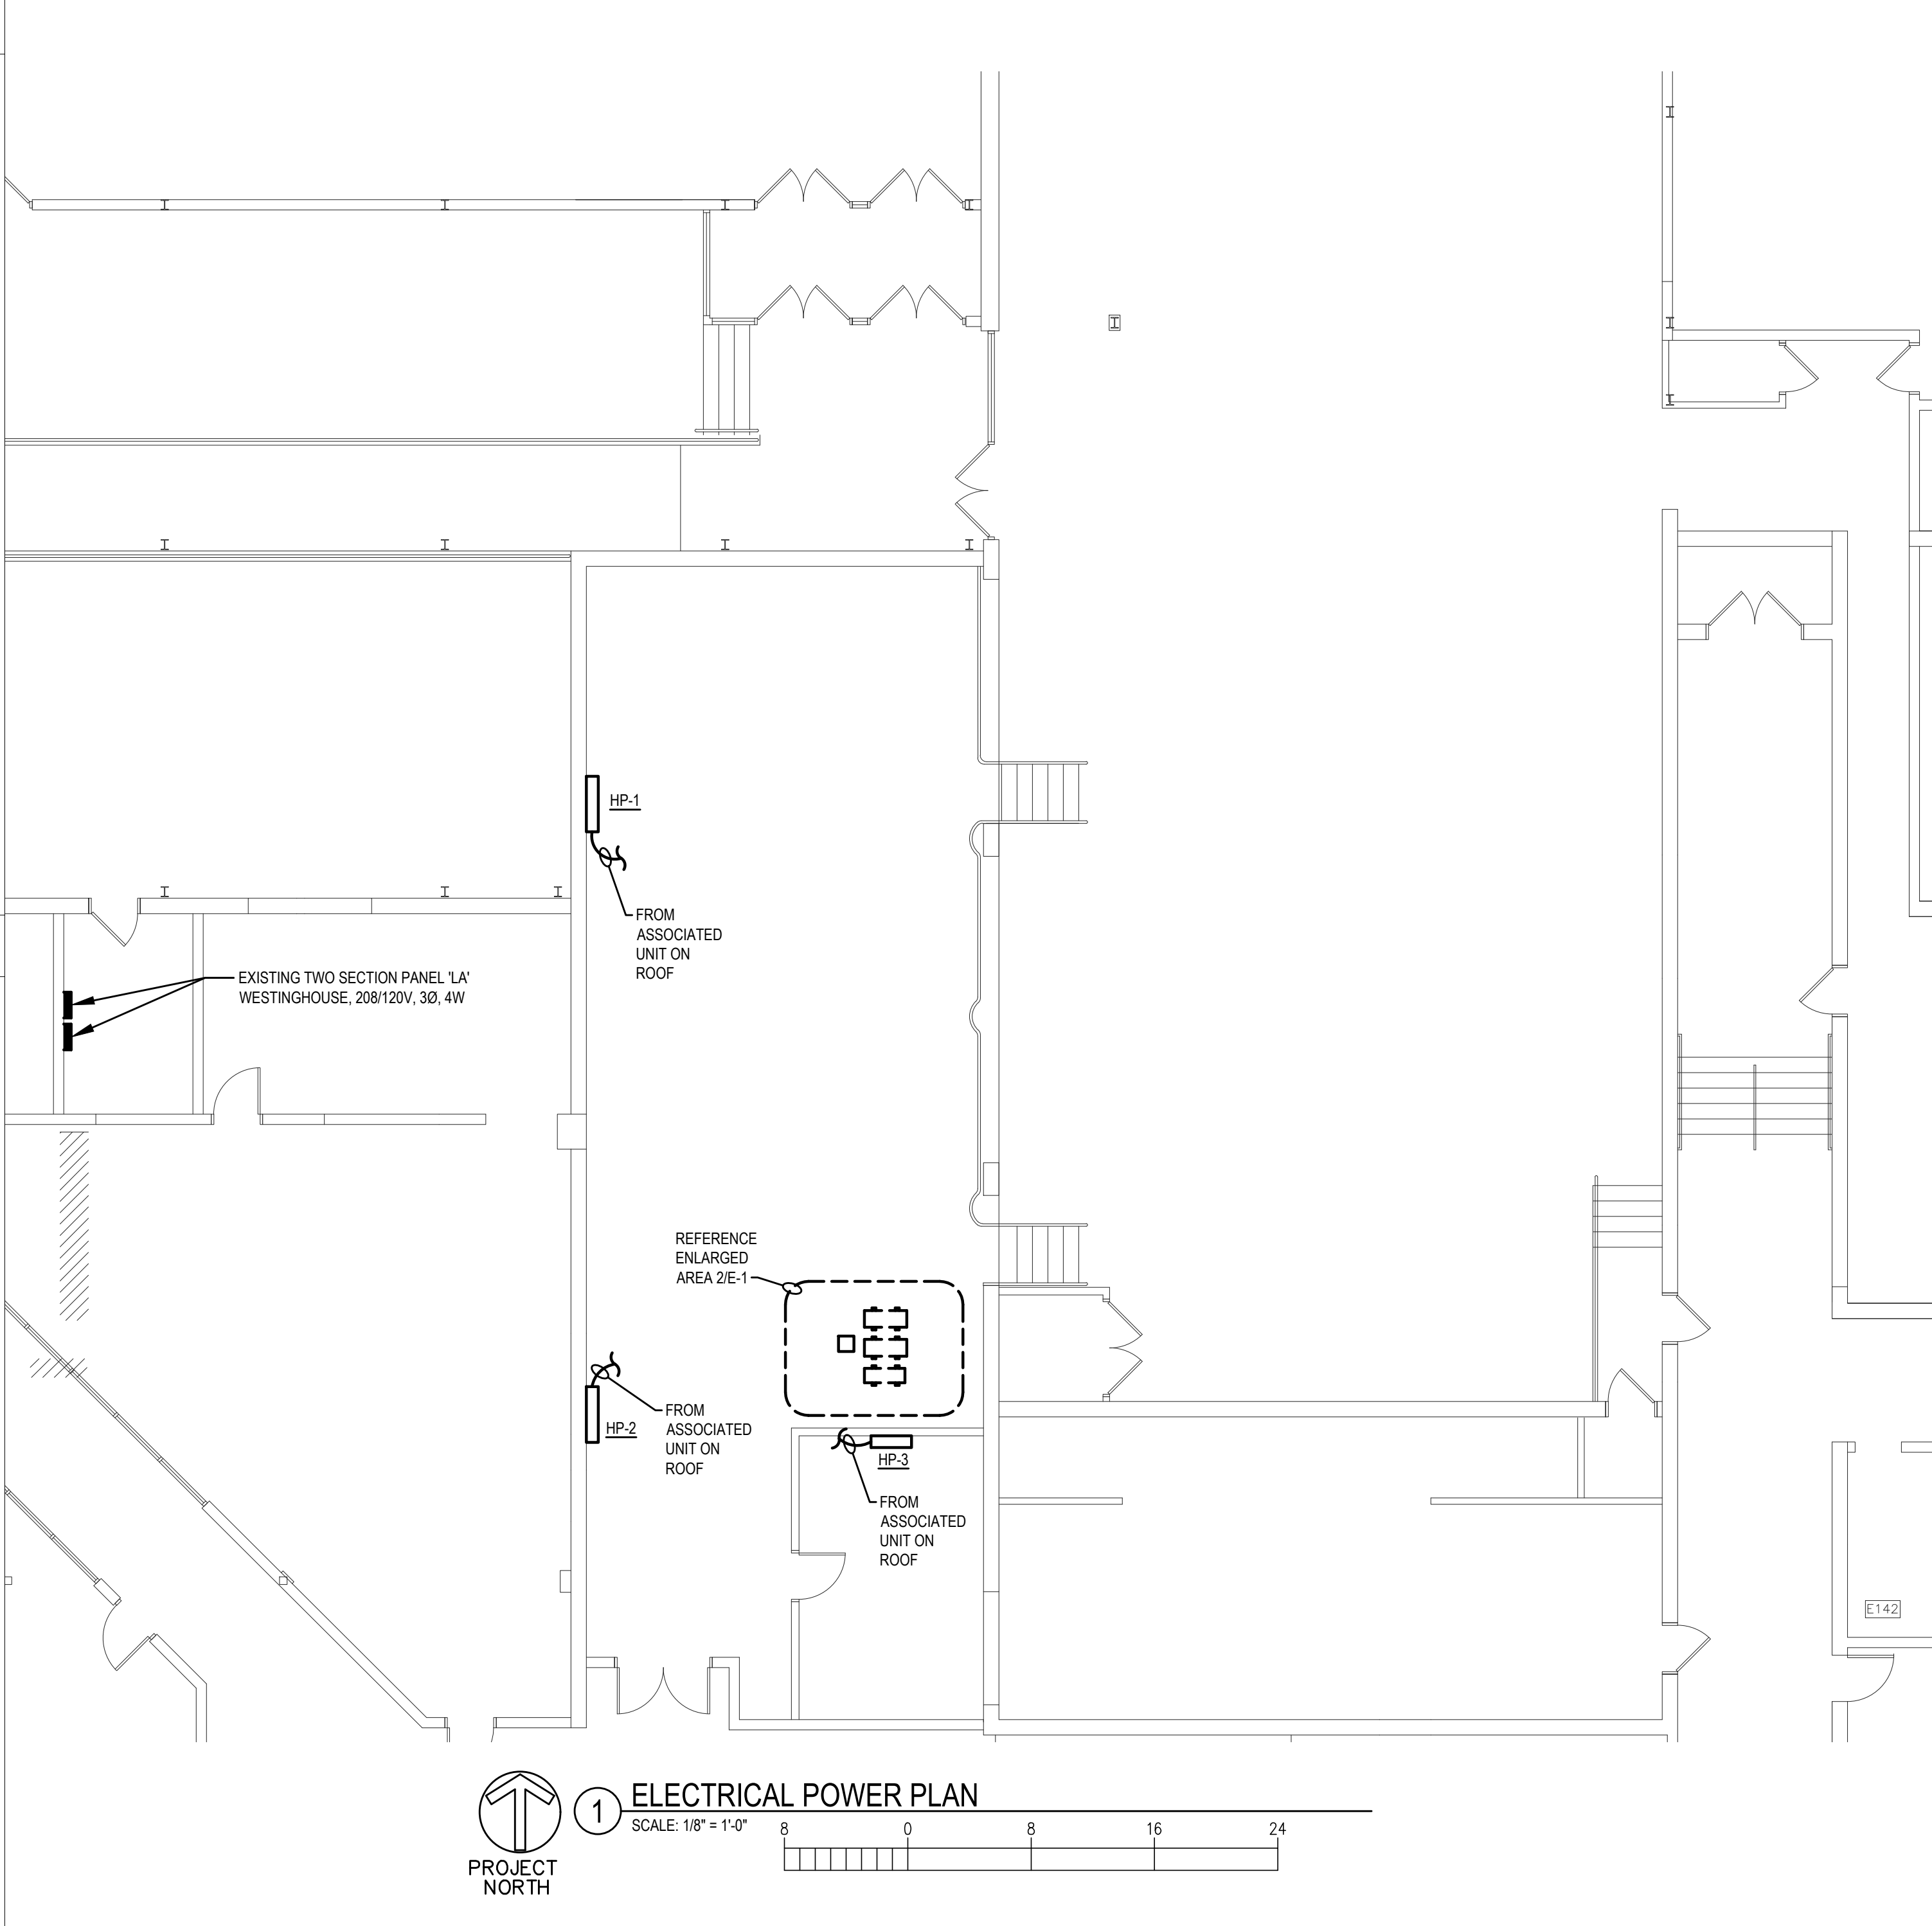 HP-1
FROM
ASSOCIATED
UNIT ON
ROOF
EXISTING TWO SECTION PANEL 'LA'
WESTINGHOUSE, 208/120V, 3Ø, 4W
REFERENCE
ENLARGED
AREA 2/E-1
HP-2
FROM
ASSOCIATED
UNIT ON
ROOF
HP-3
FROM
ASSOCIATED
UNIT ON
ROOF
E142
PROJECT
NORTH
1
ELECTRICAL POWER PLAN
SCALE: 1/8" = 1'-0"
8 0 8 16 24